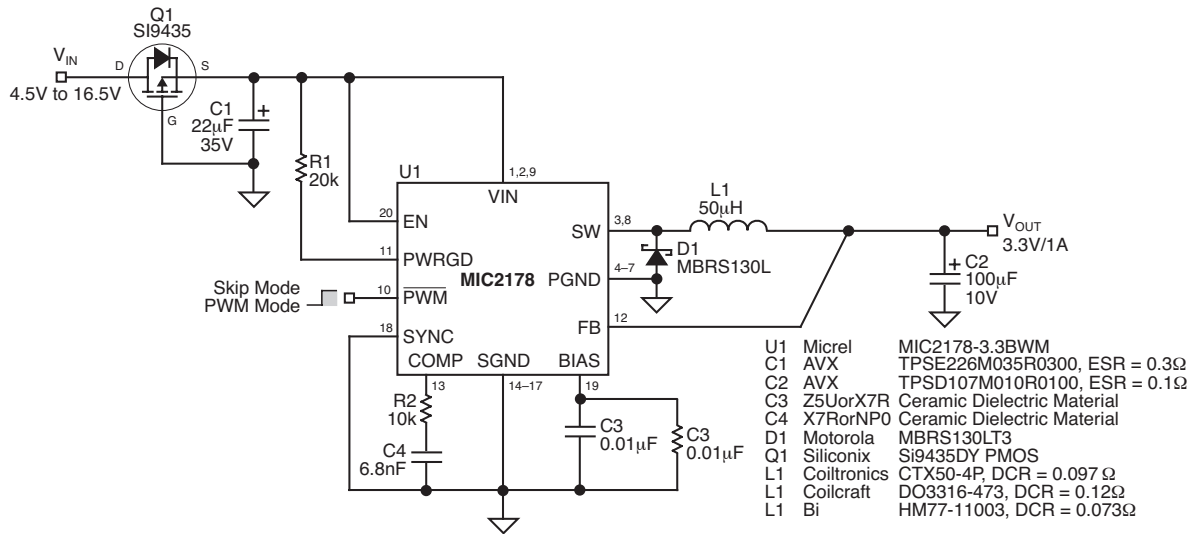 Q1
SI9435
VIN
D
S
4.5V to 16.5V
G
C1
22µF
35V
+
R1
20k
U1
1,2,9
VIN
20
EN
SW
3,8
L1
50µH
VOUT
3.3V/1A
11
PWRGD
D1
MBRS130L
MIC2178
PGND
4–7
C2
+
100µF
10V
Skip Mode
PWM Mode
10
PWM
FB
12
18
SYNC
COMP
SGND
BIAS
13
14–17
19
R2
10k
C3
0.01µF
C3
0.01µF
C4
6.8nF
U1 Micrel MIC2178-3.3BWM
C1 AVX TPSE226M035R0300, ESR = 0.3Ω
C2 AVX TPSD107M010R0100, ESR = 0.1Ω
C3 Z5UorX7R Ceramic Dielectric Material
C4 X7RorNP0 Ceramic Dielectric Material
D1 Motorola MBRS130LT3
Q1 Siliconix Si9435DY PMOS
L1 Coiltronics CTX50-4P, DCR = 0.097 Ω
L1 Coilcraft DO3316-473, DCR = 0.12Ω
L1 Bi HM77-11003, DCR = 0.073Ω